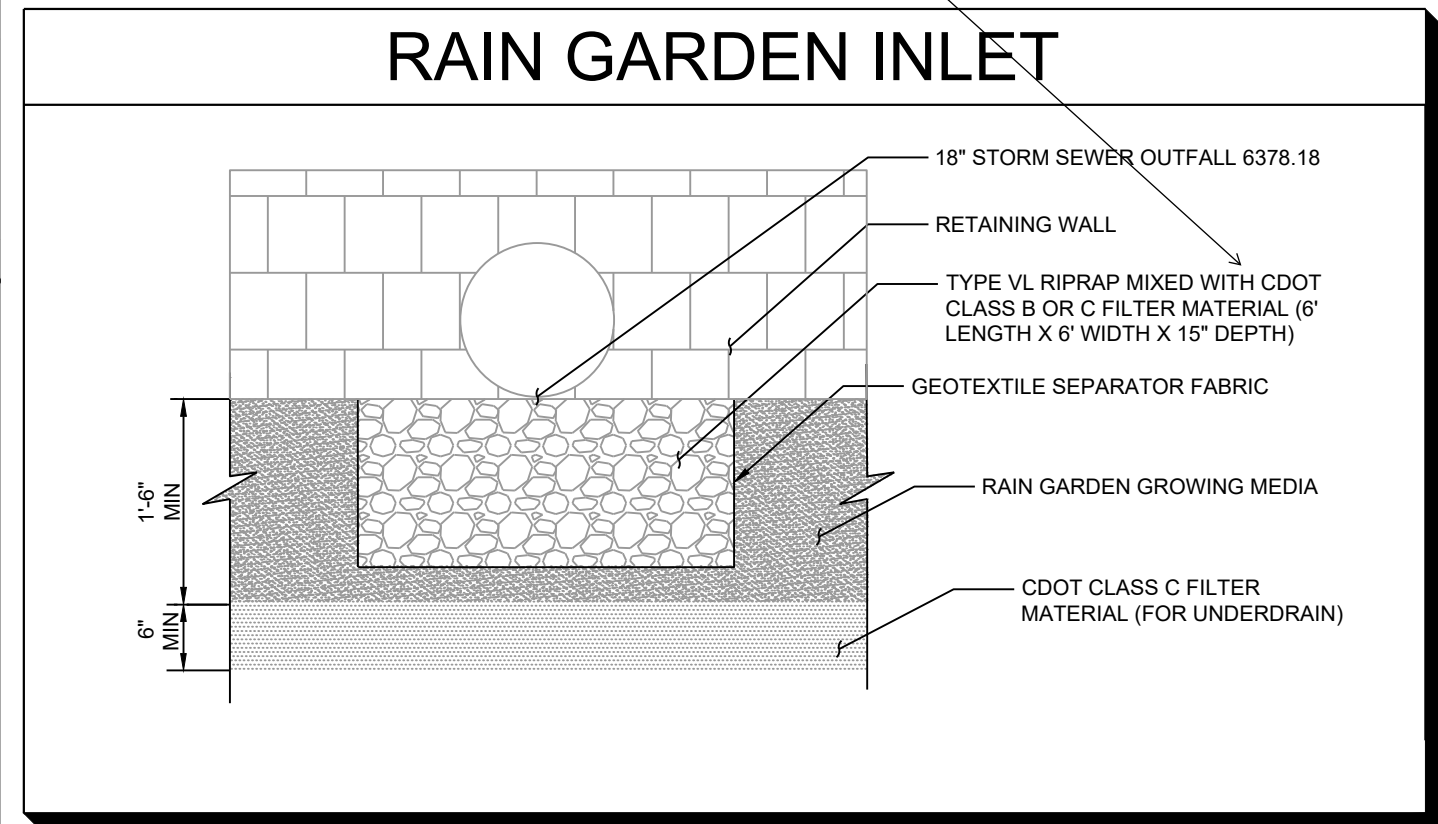 RAIN GARDEN INLET
18" STORM SEWER OUTFALL 6378.18
RETAINING WALL
TYPE VL RIPRAP MIXED WITH CDOT
CLASS B OR C FILTER MATERIAL (6'
LENGTH X 6' WIDTH X 15" DEPTH)
GEOTEXTILE SEPARATOR FABRIC
RAIN GARDEN GROWING MEDIA
CDOT CLASS C FILTER
MATERIAL (FOR UNDERDRAIN)
1'-6"
MIN
6"
MIN